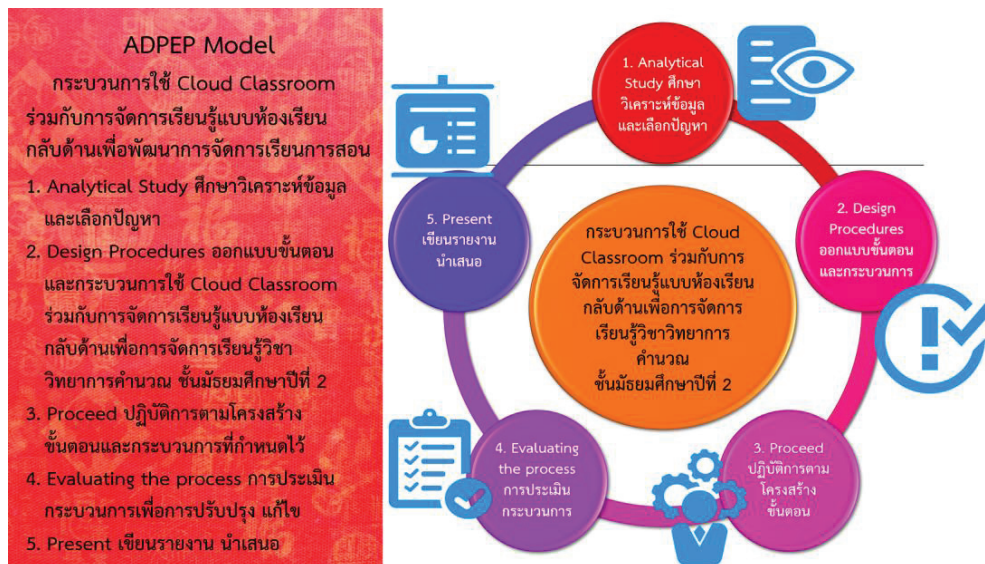 ADPEP Model
กระบวนการใช้ Cloud Classroom
ร่วมกับการจัดการเรียนรู้แบบห้องเรียน
กลับด้านเพื่อพัฒนาการจัดการเรียนการสอน
1. Analytical Study ศึกษาวิเคราะห์ข้อมูล
และเลือกปัญหา
2. Design Procedures ออกแบบขั้นตอน
และกระบวนการใช้ Cloud Classroom
ร่วมกับการจัดการเรียนรู้แบบห้องเรียน
กลับด้านเพื่อการจัดการเรียนรู้วิชา
วิทยาการคำนวณ ชั้นมัธยมศึกษาปีที่ 2
3. Proceed ปฏิบัติการตามโครงสร้าง
ขั้นตอนและกระบวนการที่กำหนดไว้
4. Evaluating the process การประเมิน
กระบวนการเพื่อการปรับปรุง แก้ไข
5. Present เขียนรายงาน นำเสนอ
1. Analytical
Study ศึกษา
วิเคราะห์ข้อมูล
และเลือกปัญหา
2. Design
Procedures
ออกแบบขั้นตอน
และกระบวนการ
3. Proceed
ปฏิบัติการตาม
โครงสร้าง
ขั้นตอน
4. Evaluating
the process
การประเมิน
กระบวนการ
5. Present
เขียนรายงาน
นำเสนอ
กระบวนการใช้ Cloud
Classroom ร่วมกับการ
จัดการเรียนรู้แบบห้องเรียน
กลับด้านเพื่อการจัดการ
เรียนรู้วิชาวิทยาการ
คำนวณ
ชั้นมัธยมศึกษาปีที่ 2